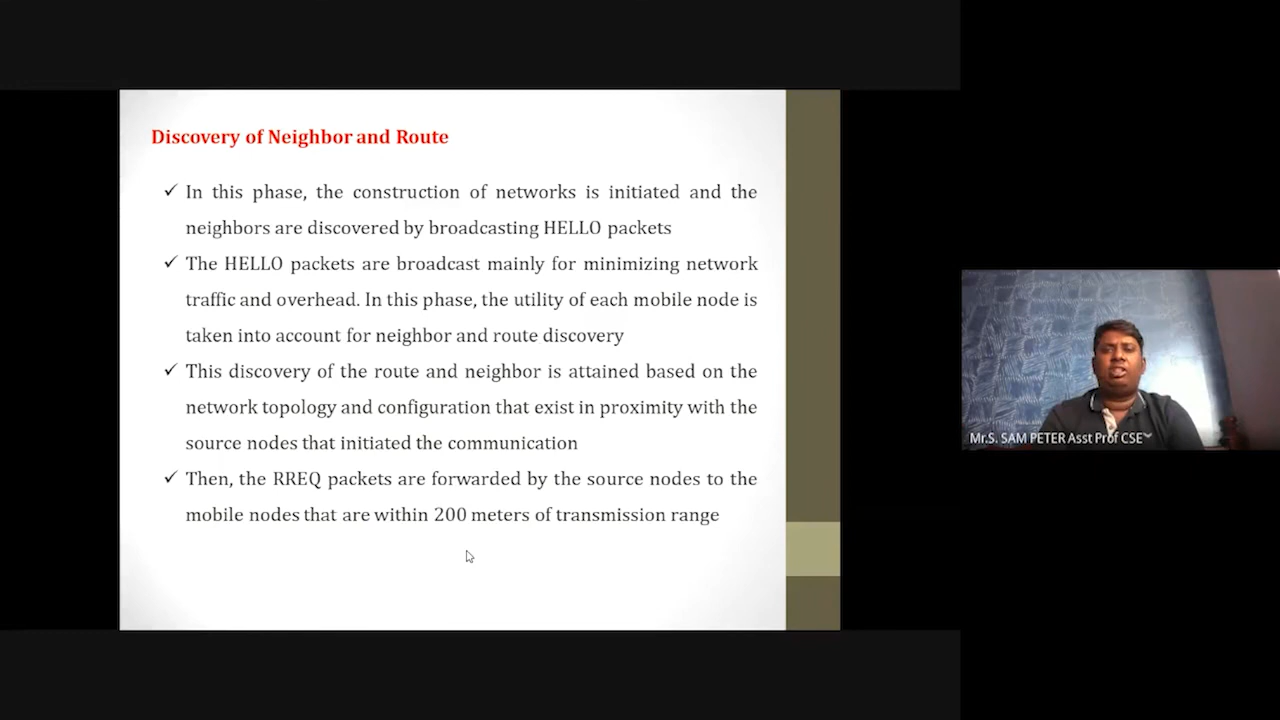 Discovery of Neighbor and Route
✓ In this phase, the construction of networks is initiated and the
neighbors are discovered by broadcasting HELLO packets
✓ The HELLO packets are broadcast mainly for minimizing network
traffic and overhead. In this phase, the utility of each mobile node is
taken into account for neighbor and route discovery
✓ This discovery of the route and neighbor is attained based on the
network topology and configuration that exist in proximity with the
source nodes that initiated the communication
✓ Then, the RREQ packets are forwarded by the source nodes to the
mobile nodes that are within 200 meters of transmission range
Mr.S. SAM PETER Asst Prof CSE